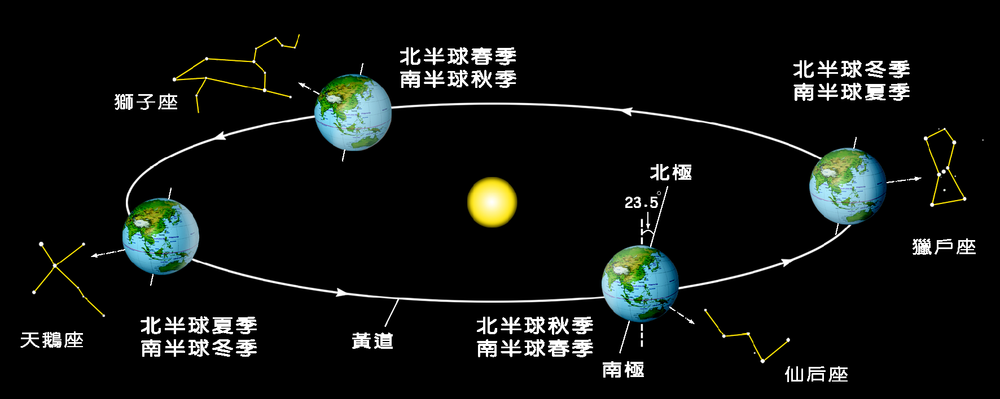 北半球春季
南半球秋季
北半球冬季
南半球夏季
獅子座
北極
23.5°
獵戶座
北半球夏季
南半球冬季
天鵝座
黃道
北半球秋季
南半球春季
南極
仙后座